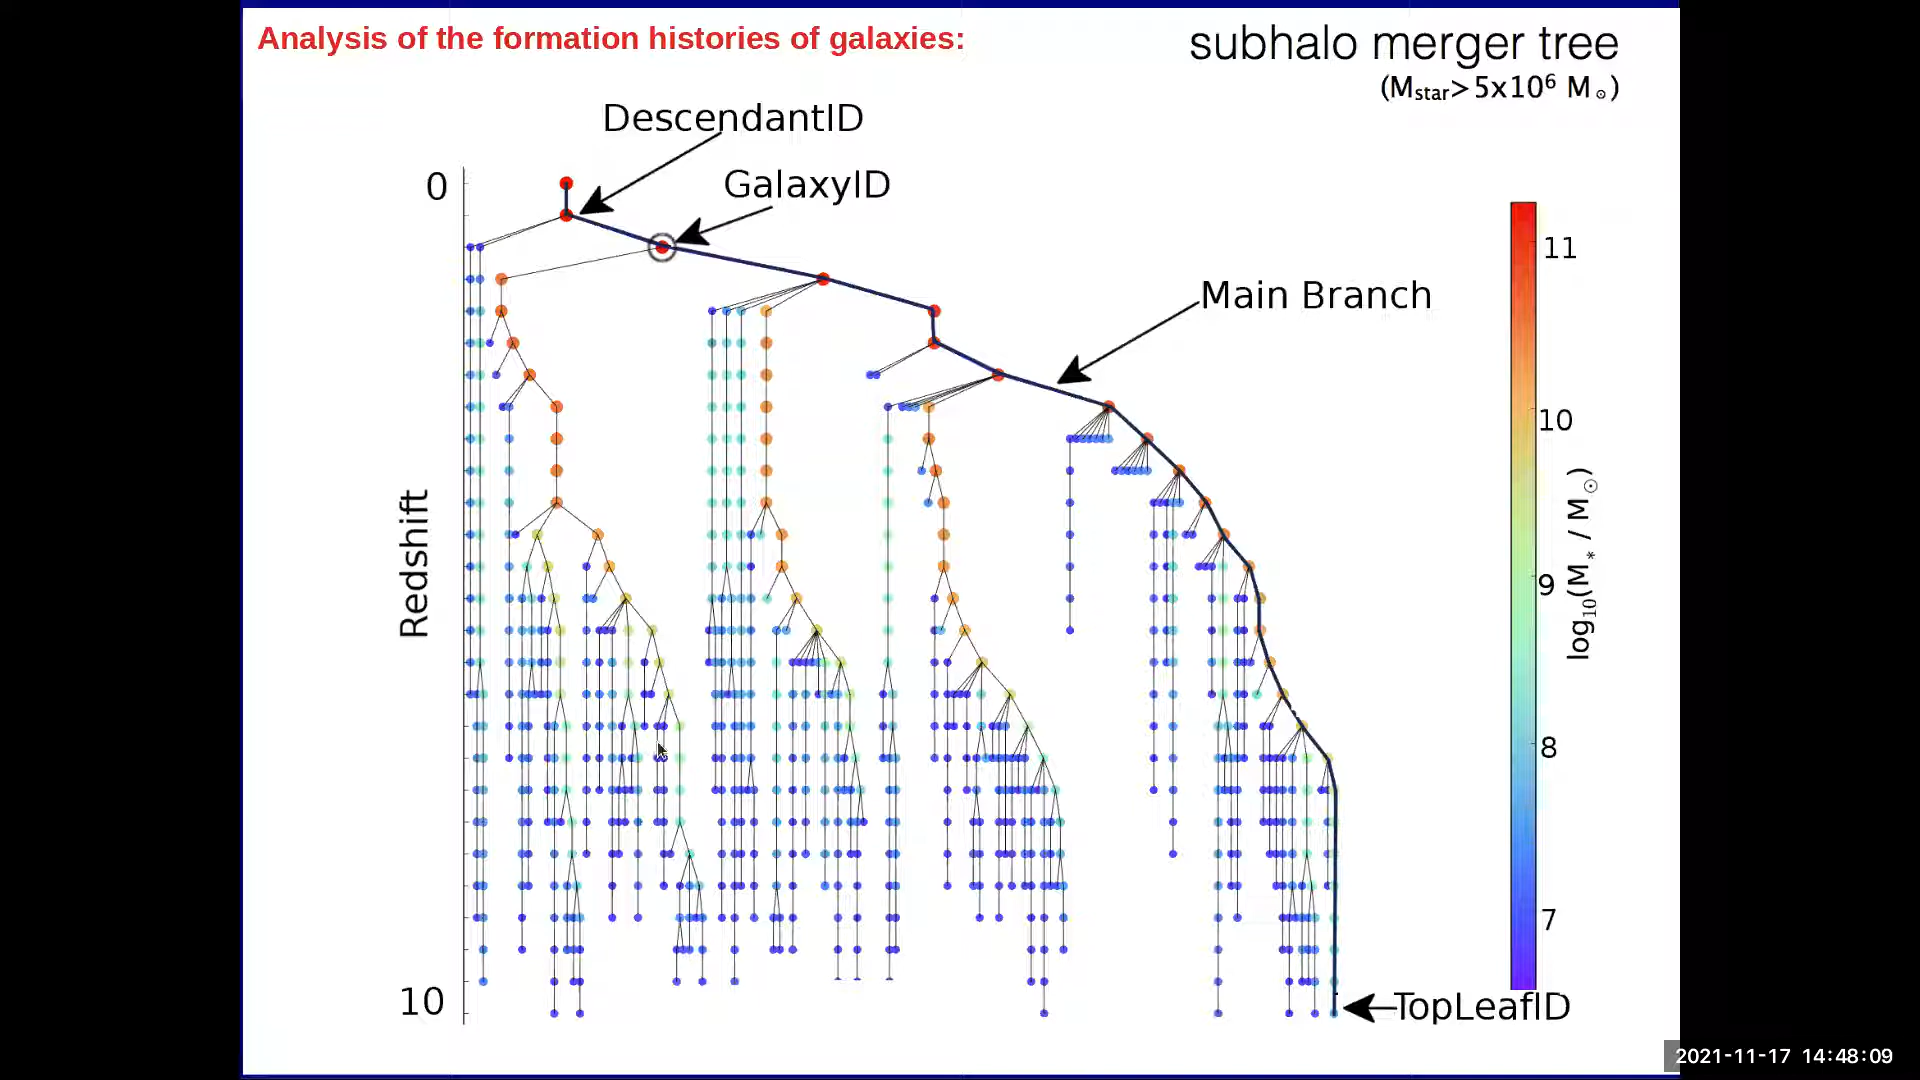 Analysis of the formation histories of galaxies:
subhalo merger tree
(Mstar>5x10⁶ M☉)
DescendantID
GalaxyID
Main Branch
0
Redshift
10
11
10
9
8
7
log₁₀(M* / M☉)
TopLeafID
2021-11-17 14:48:09